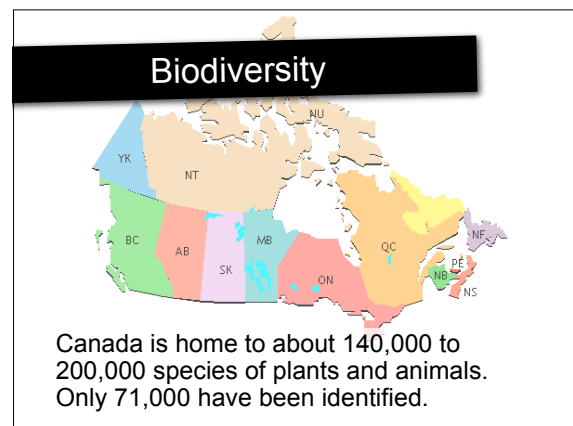 Biodiversity
NU
YK
NT
BC
AB
SK
MB
ON
QC
NF
PE
NB
NS
Canada is home to about 140,000 to
200,000 species of plants and animals.
Only 71,000 have been identified.